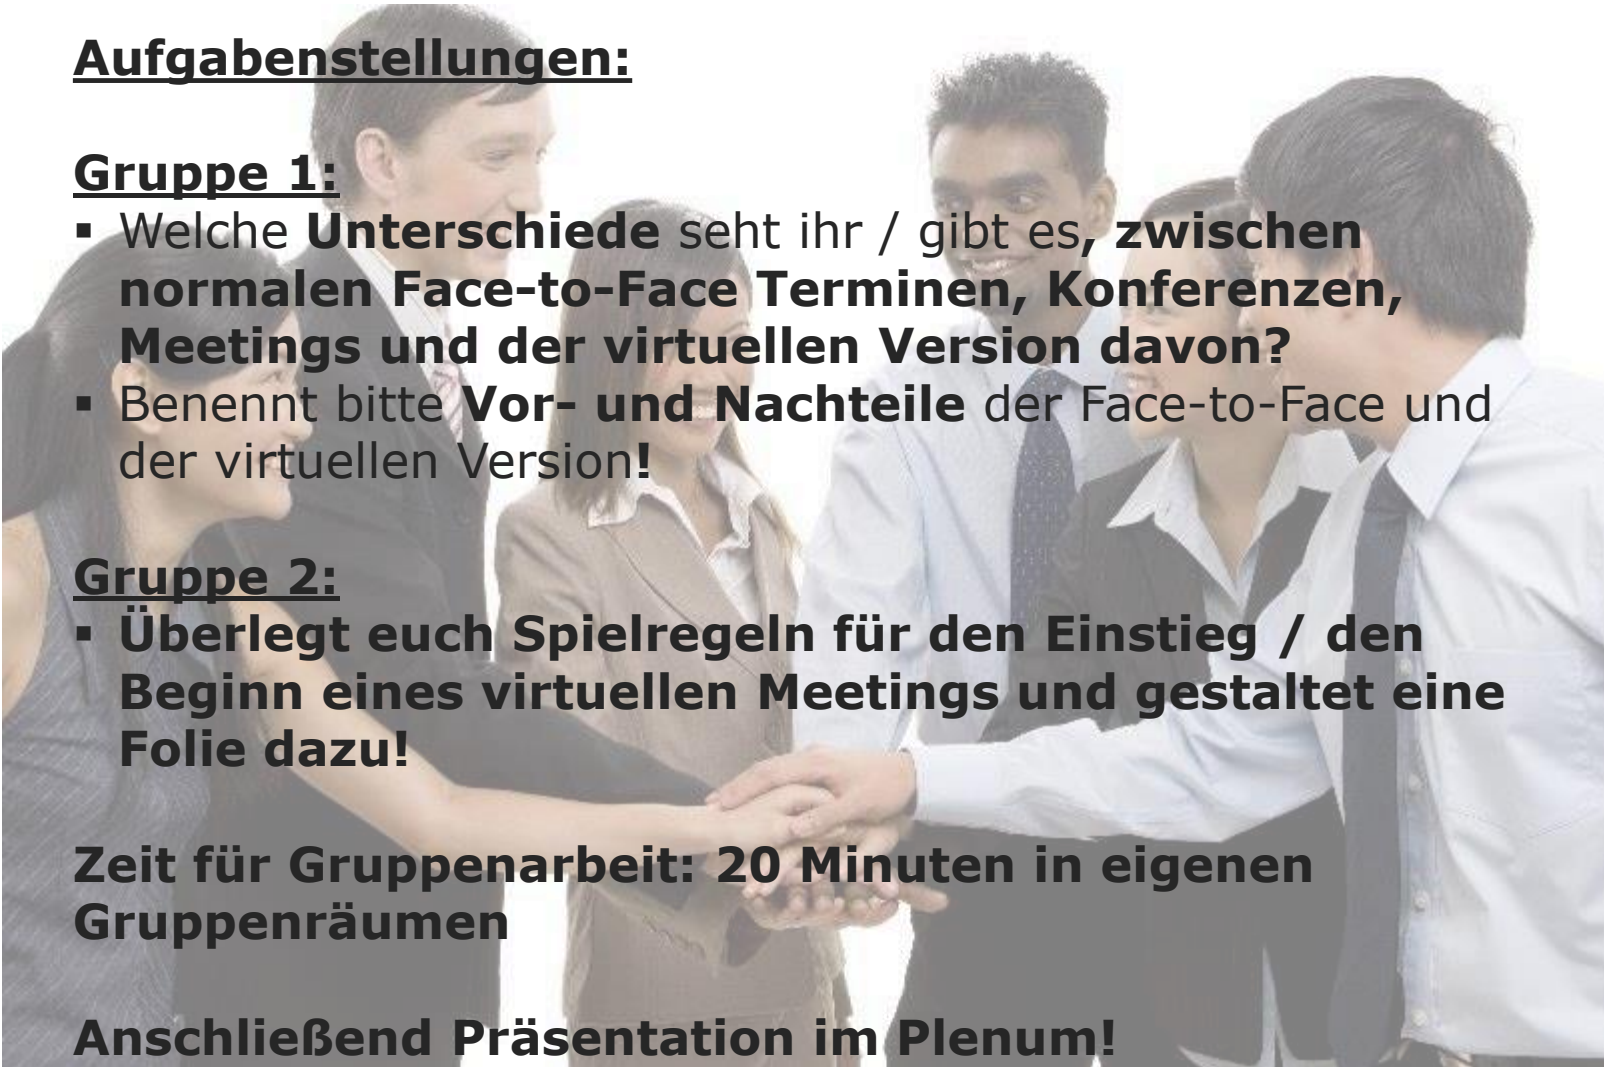 Aufgabenstellungen:
Gruppe 1:
▪ Welche Unterschiede seht ihr / gibt es, zwischen
normalen Face-to-Face Terminen, Konferenzen,
Meetings und der virtuellen Version davon?
▪ Benennt bitte Vor- und Nachteile der Face-to-Face und
der virtuellen Version!
Gruppe 2:
▪ Überlegt euch Spielregeln für den Einstieg / den
Beginn eines virtuellen Meetings und gestaltet eine
Folie dazu!
Zeit für Gruppenarbeit: 20 Minuten in eigenen
Gruppenräumen
Anschließend Präsentation im Plenum!